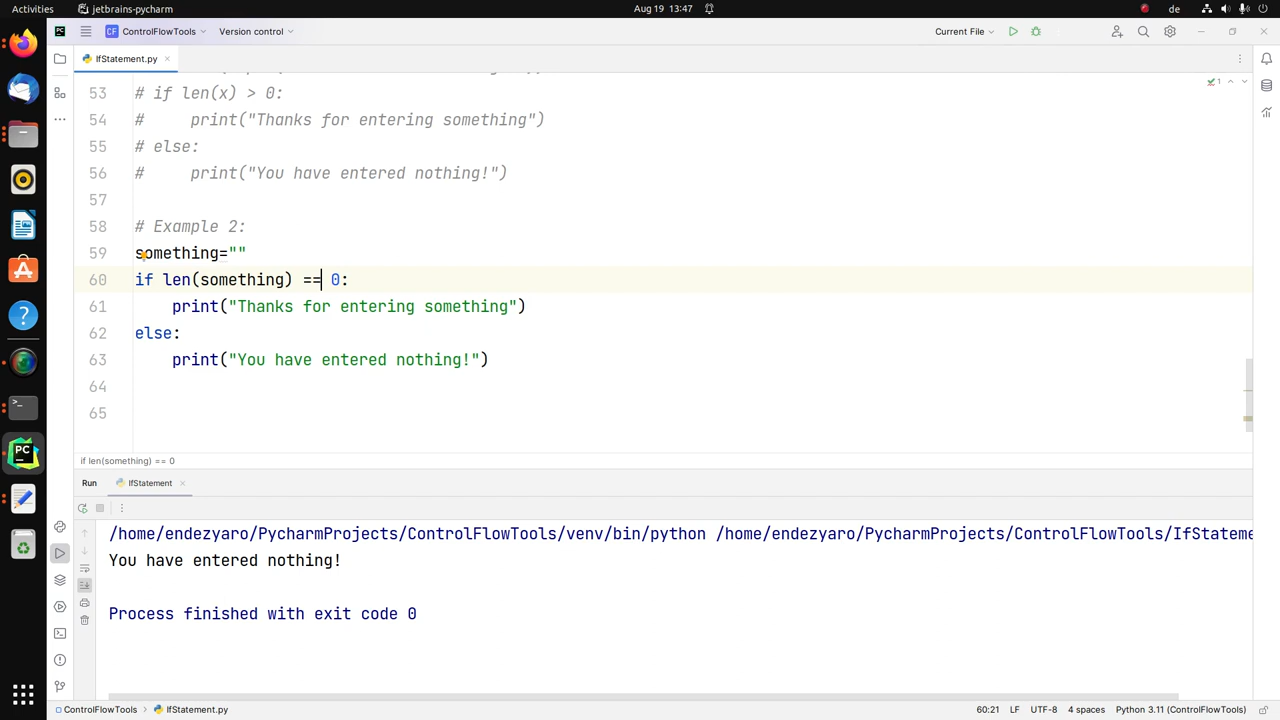 Activities
jetbrains-pycharm
Aug 19 13:47
de
PC
CF ControlFlowTools
Version control
Current File
IfStatement.py
1
53 # if len(x) > 0:
54 #     print("Thanks for entering something")
55 # else:
56 #     print("You have entered nothing!")
57
58 # Example 2:
59 something=""
60 if len(something) == 0:
61     print("Thanks for entering something")
62 else:
63     print("You have entered nothing!")
64
65
if len(something) == 0
Run
IfStatement
/home/endezyaro/PycharmProjects/ControlFlowTools/venv/bin/python /home/endezyaro/PycharmProjects/ControlFlowTools/IfStateme
You have entered nothing!
Process finished with exit code 0
PC
ControlFlowTools
IfStatement.py
60:21
LF
UTF-8
4 spaces
Python 3.11 (ControlFlowTools)